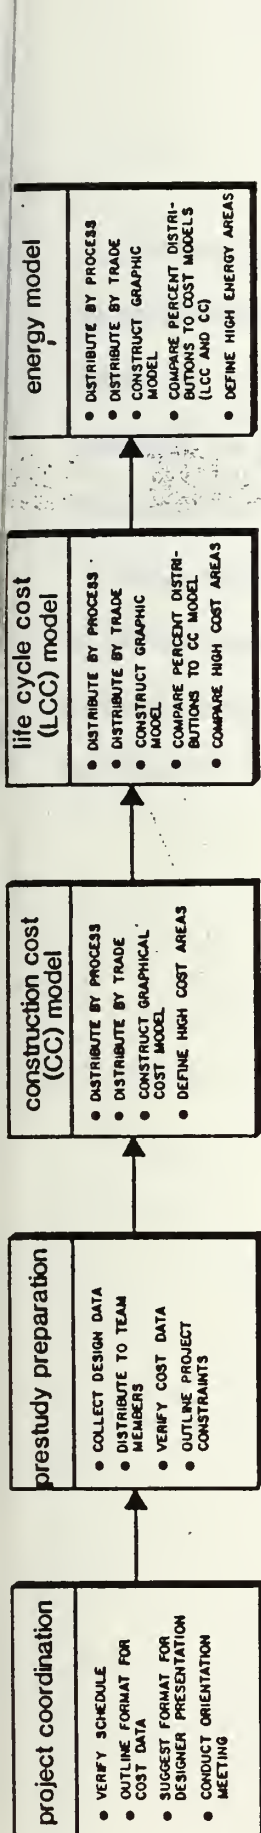 project coordination
● VERIFY SCHEDULE
● OUTLINE FORMAT FOR
COST DATA
● SUGGEST FORMAT FOR
DESIGNER PRESENTATION
● CONDUCT ORIENTATION
MEETING
prestudy preparation
● COLLECT DESIGN DATA
● DISTRIBUTE TO TEAM
MEMBERS
● VERIFY COST DATA
● OUTLINE PROJECT
CONSTRAINTS
construction cost
(CC) model
● DISTRIBUTE BY PROCESS
● DISTRIBUTE BY TRADE
● CONSTRUCT GRAPHICAL
COST MODEL
● DEFINE HIGH COST AREAS
life cycle cost
(LCC) model
● DISTRIBUTE BY PROCESS
● DISTRIBUTE BY TRADE
● CONSTRUCT GRAPHIC
MODEL
● COMPARE PERCENT DISTRI-
BUTIONS TO CC MODEL
● COMPARE HIGH COST AREAS
energy model
● DISTRIBUTE BY PROCESS
● DISTRIBUTE BY TRADE
● CONSTRUCT GRAPHIC
MODEL
● COMPARE PERCENT DISTRI-
BUTIONS TO COST MODELS
(LCC AND CC)
● DEFINE HIGH ENERGY AREAS